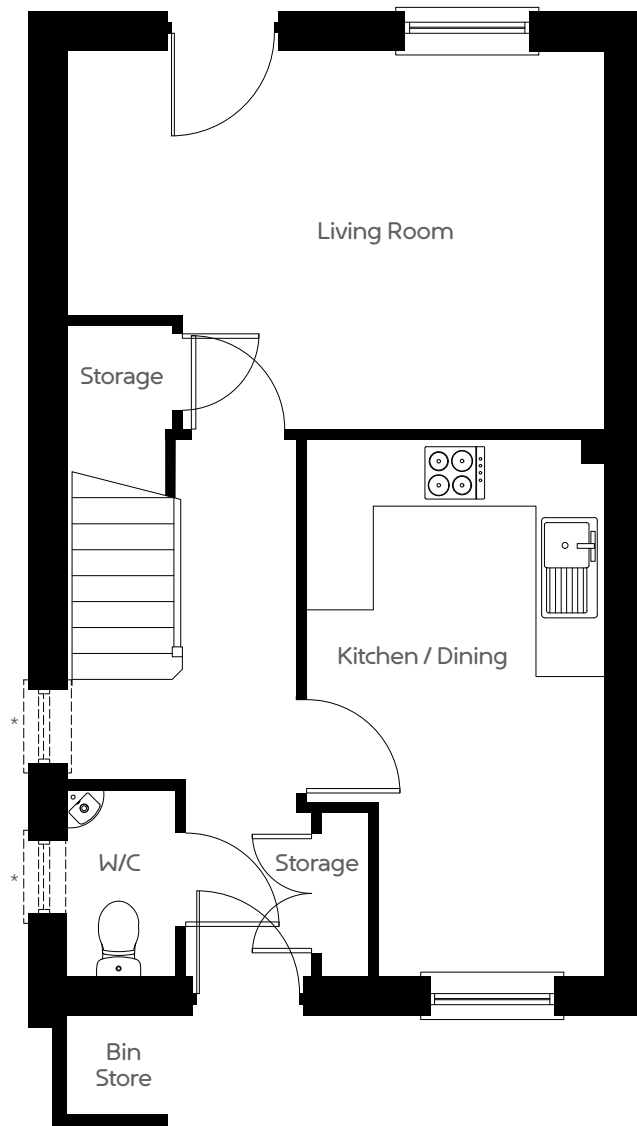 Living Room
Storage
Kitchen / Dining
*
W/C
Storage
*
Bin
Store